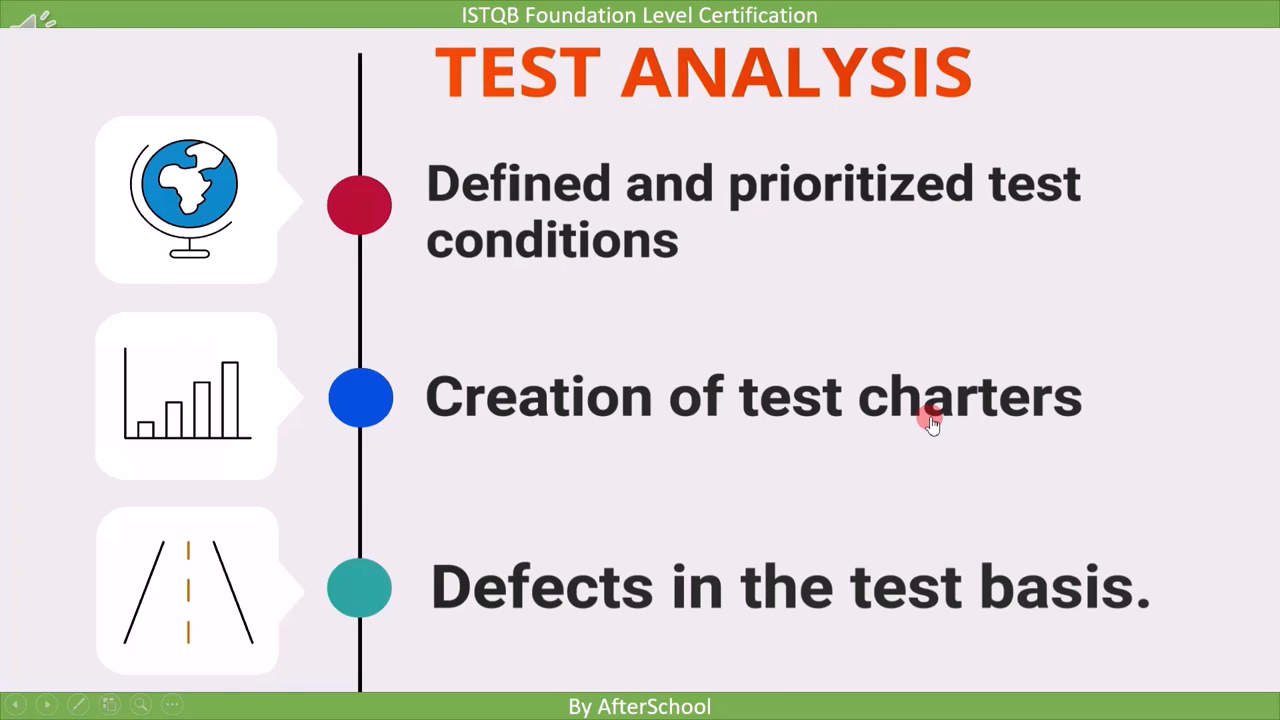 ISTQB Foundation Level Certification
TEST ANALYSIS
Defined and prioritized test
conditions
Creation of test charters
Defects in the test basis.
By AfterSchool